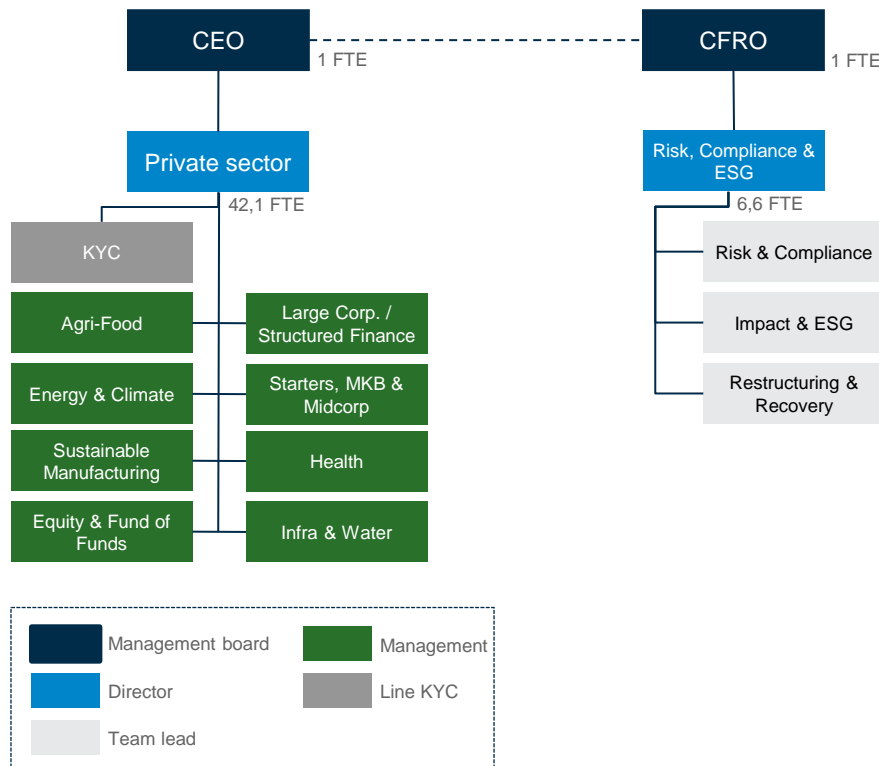 CEO
1 FTE
CFRO
1 FTE
Private sector
42,1 FTE
Risk, Compliance &
ESG
6,6 FTE
KYC
Agri-Food
Large Corp. /
Structured Finance
Energy & Climate
Starters, MKB &
Midcorp
Sustainable
Manufacturing
Health
Equity & Fund of
Funds
Infra & Water
Risk & Compliance
Impact & ESG
Restructuring &
Recovery
Management board
Management
Director
Line KYC
Team lead